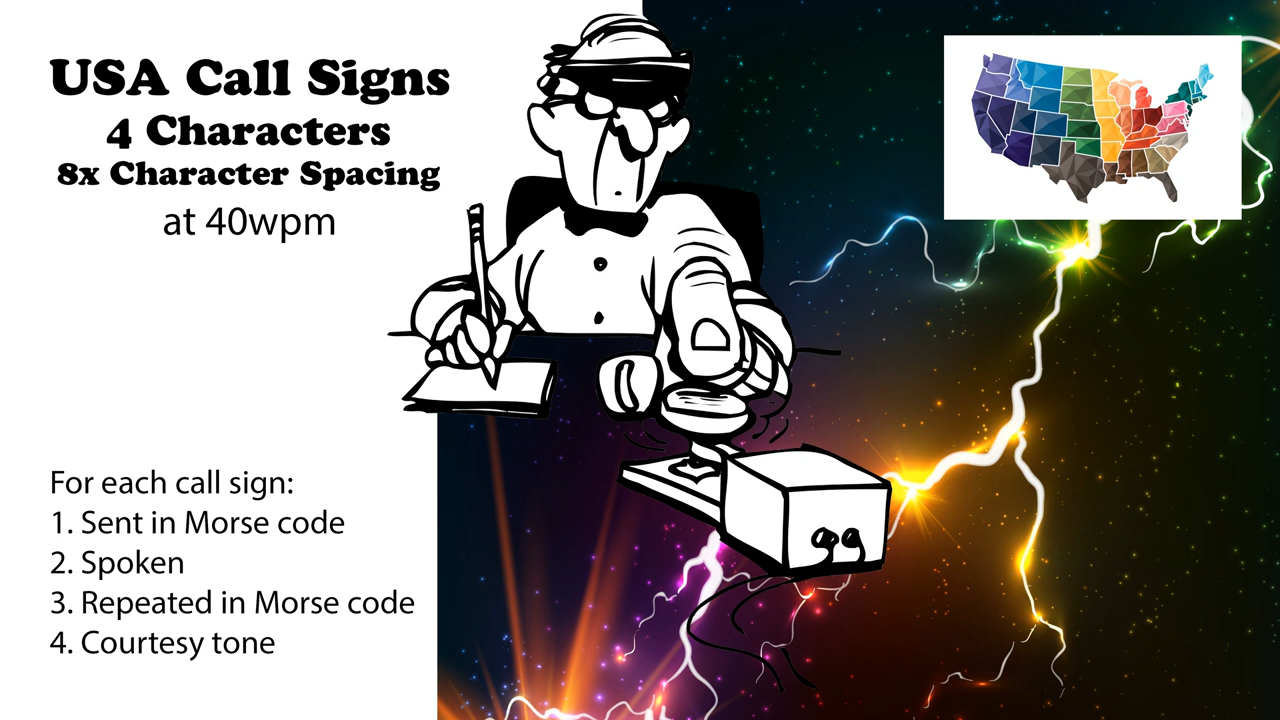 USA Call Signs
4 Characters
8x Character Spacing
at 40wpm
For each call sign:
1. Sent in Morse code
2. Spoken
3. Repeated in Morse code
4. Courtesy tone